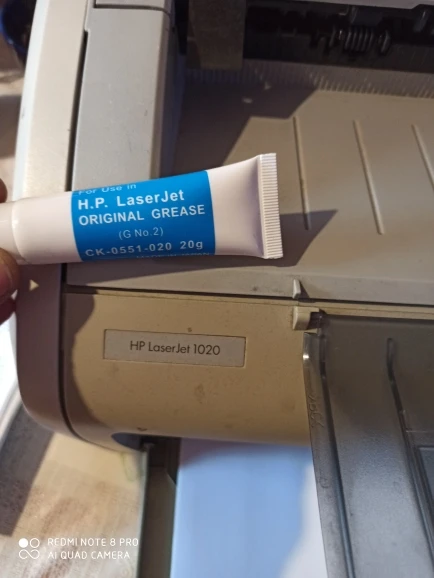 For Use in
H.P. LaserJet
ORIGINAL GREASE
(G No.2)
CK-0551-020 20g
HP LaserJet 1020
REDMI NOTE 8 PRO
AI QUAD CAMERA